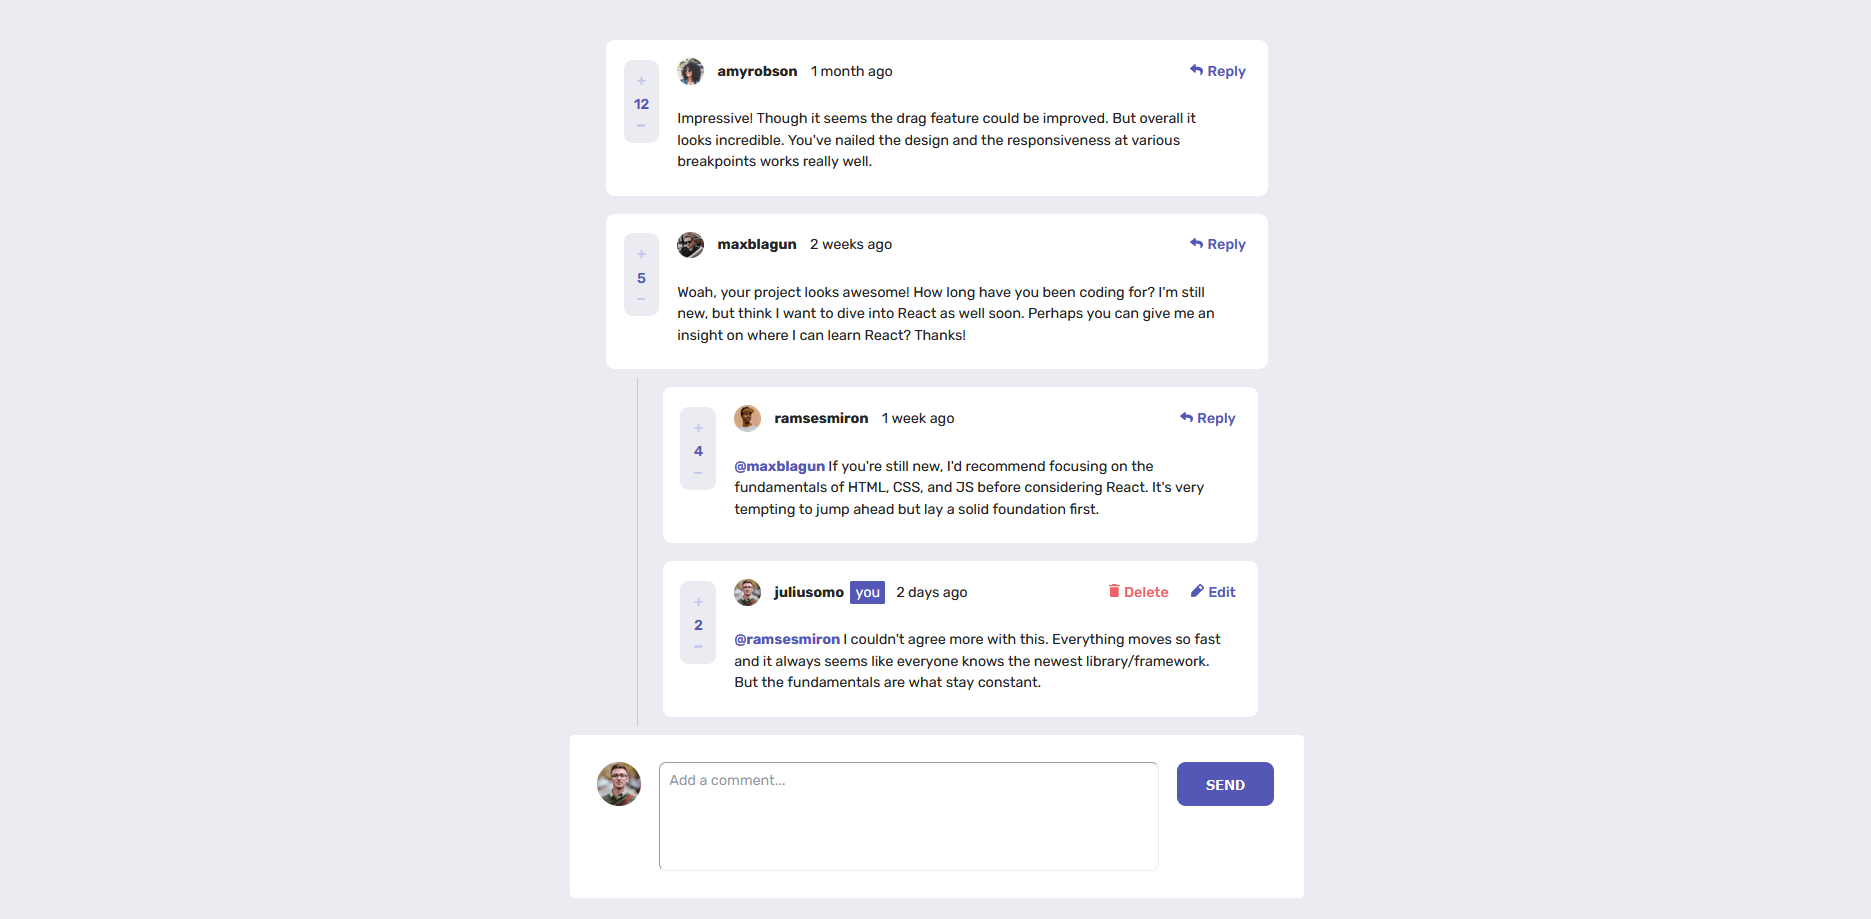 +
12
−
amyrobson 1 month ago Reply
Impressive! Though it seems the drag feature could be improved. But overall it
looks incredible. You've nailed the design and the responsiveness at various
breakpoints works really well.
+
5
−
maxblagun 2 weeks ago Reply
Woah, your project looks awesome! How long have you been coding for? I'm still
new, but think I want to dive into React as well soon. Perhaps you can give me an
insight on where I can learn React? Thanks!
+
4
−
ramsesmiron 1 week ago Reply
@maxblagun If you're still new, I'd recommend focusing on the
fundamentals of HTML, CSS, and JS before considering React. It's very
tempting to jump ahead but lay a solid foundation first.
+
2
−
juliusomo you 2 days ago Delete Edit
@ramsesmiron I couldn't agree more with this. Everything moves so fast
and it always seems like everyone knows the newest library/framework.
But the fundamentals are what stay constant.
Add a comment...
SEND